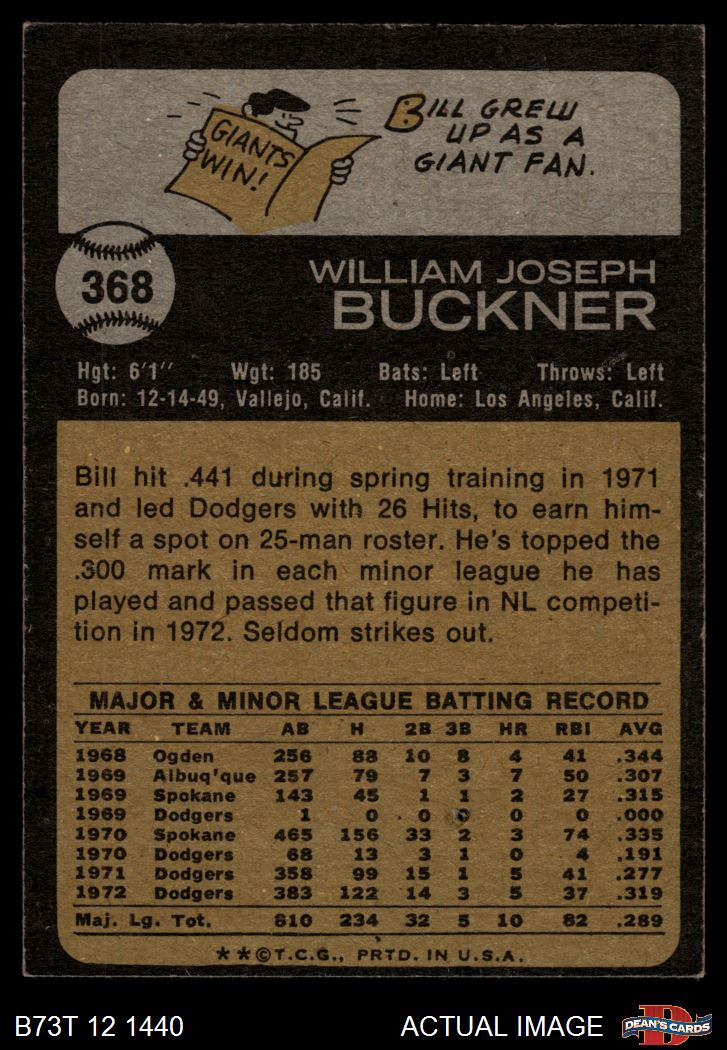 GIANTS
WIN!
BILL GREW
UP AS A
GIANT FAN.
368
WILLIAM JOSEPH
BUCKNER
Hgt: 6'1" Wgt: 185 Bats: Left Throws: Left
Born: 12-14-49, Vallejo, Calif. Home: Los Angeles, Calif.
Bill hit .441 during spring training in 1971
and led Dodgers with 26 Hits, to earn him-
self a spot on 25-man roster. He's topped the
.300 mark in each minor league he has
played and passed that figure in NL competi-
tion in 1972. Seldom strikes out.
MAJOR & MINOR LEAGUE BATTING RECORD
YEAR TEAM AB H 2B 3B HR RBI AVG
1968 Ogden 256 88 10 8 4 41 .344
1969 Albuq'que 257 79 7 3 7 50 .307
1969 Spokane 143 45 1 1 2 27 .315
1969 Dodgers 1 0 0 0 0 0 .000
1970 Spokane 465 156 33 2 3 74 .335
1970 Dodgers 68 13 3 1 0 4 .191
1971 Dodgers 358 99 15 1 5 41 .277
1972 Dodgers 383 122 14 3 5 37 .319
Maj. Lg. Tot. 810 234 32 5 10 82 .289
**©T.C.G., PRTD. IN U.S.A.
B73T 12 1440 ACTUAL IMAGE
D
DEAN'S CARDS